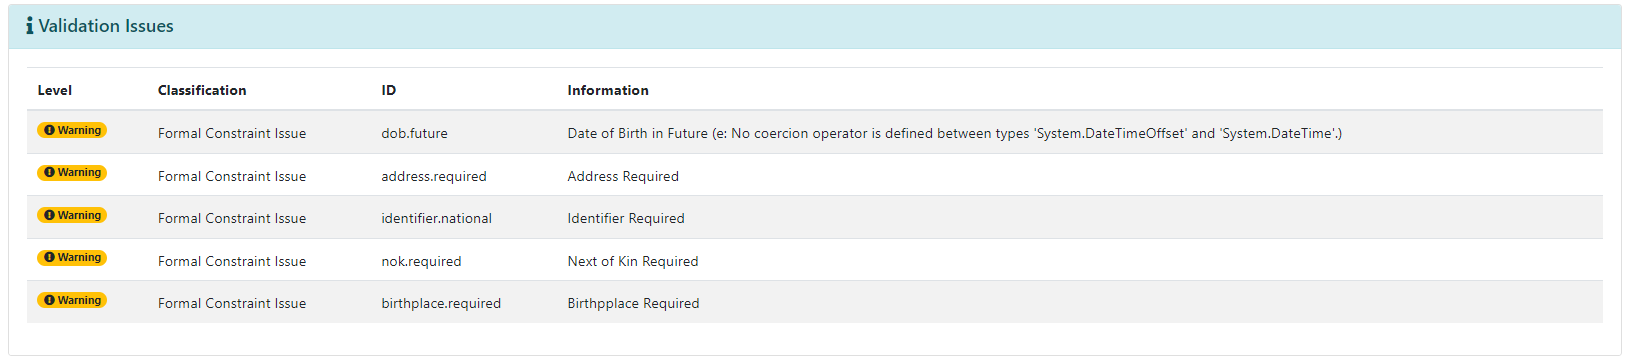 Validation Issues
Level Classification ID Information
Warning Formal Constraint Issue dob.future Date of Birth in Future (e: No coercion operator is defined between types 'System.DateTimeOffset' and 'System.DateTime'.)
Warning Formal Constraint Issue address.required Address Required
Warning Formal Constraint Issue identifier.national Identifier Required
Warning Formal Constraint Issue nok.required Next of Kin Required
Warning Formal Constraint Issue birthplace.required Birthpplace Required